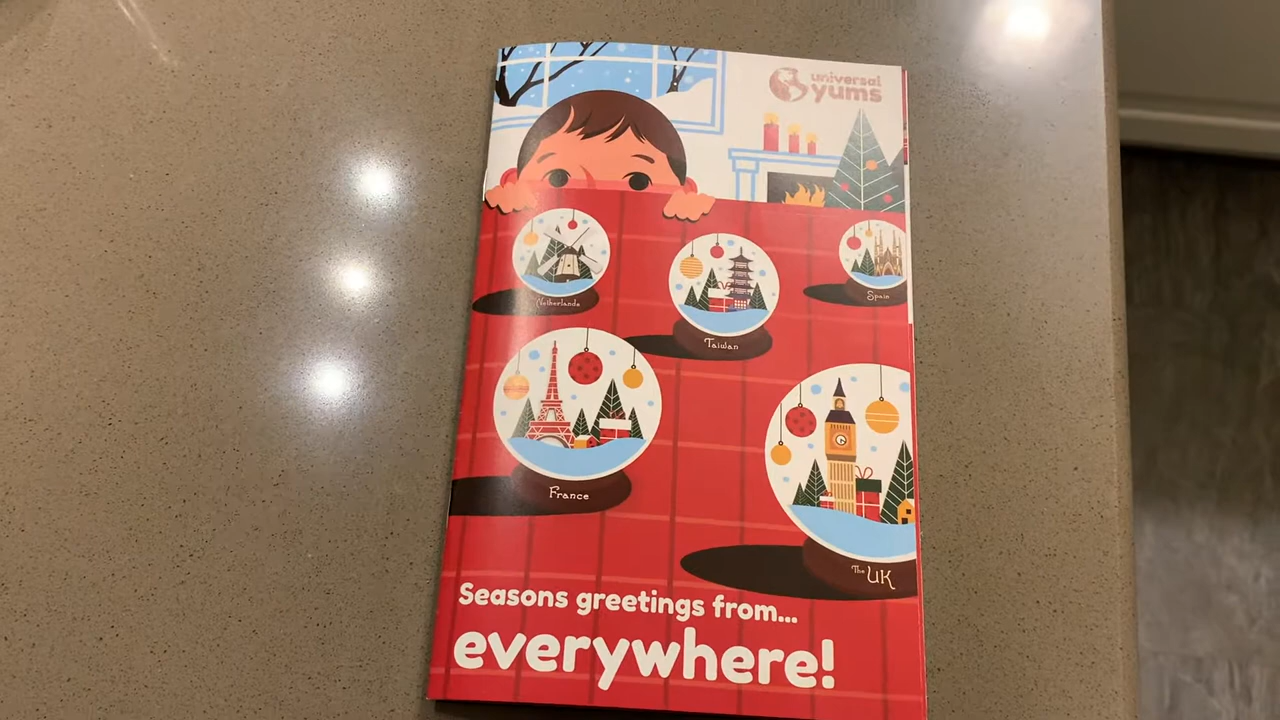 universal
yums
Netherlands
Taiwan
Spain
France
The UK
Seasons greetings from...
everywhere!